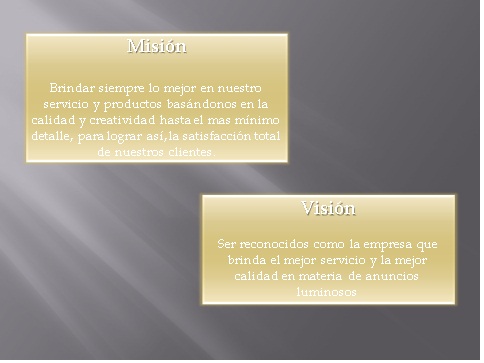 Misión
Brindar siempre lo mejor en nuestro
servicio y productos basándonos en la
calidad y creatividad hasta el mas mínimo
detalle, para lograr así, la satisfacción total
de nuestros clientes.
Visión
Ser reconocidos como la empresa que
brinda el mejor servicio y la mejor
calidad en materia de anuncios
luminosos